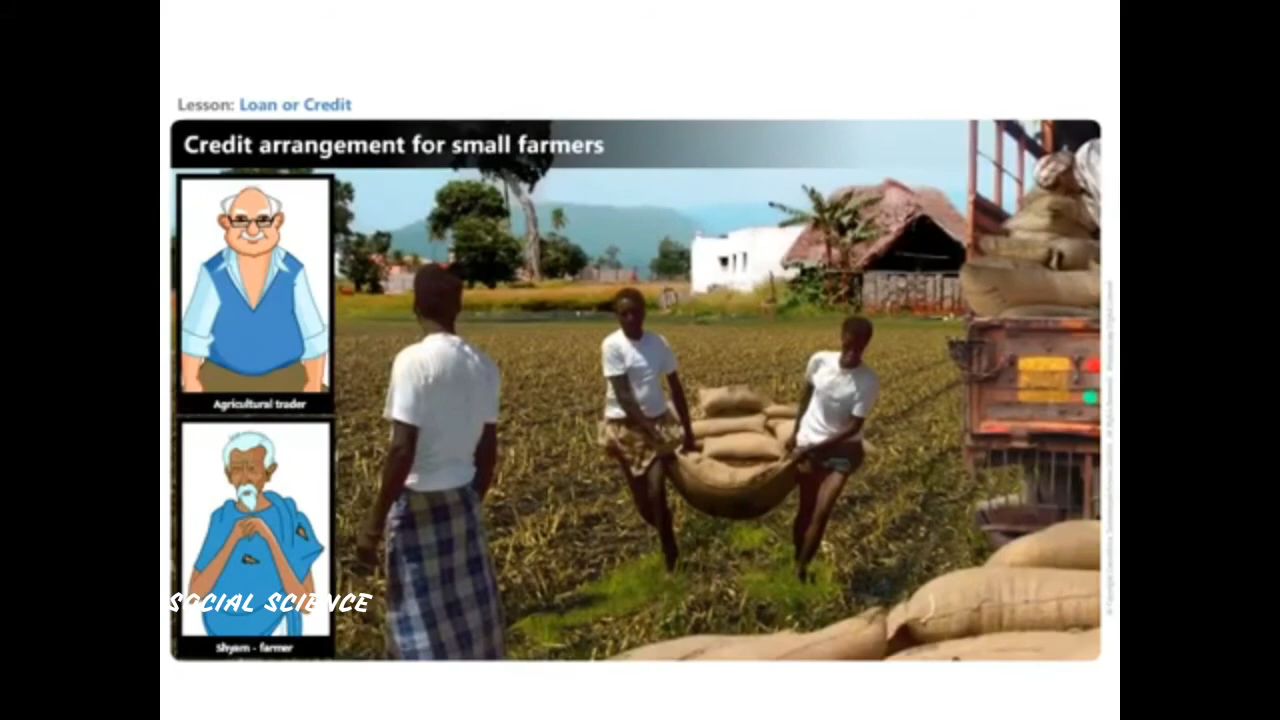 Lesson: Loan or Credit
Credit arrangement for small farmers
Agricultural trader
SOCIAL SCIENCE
Shyam - farmer